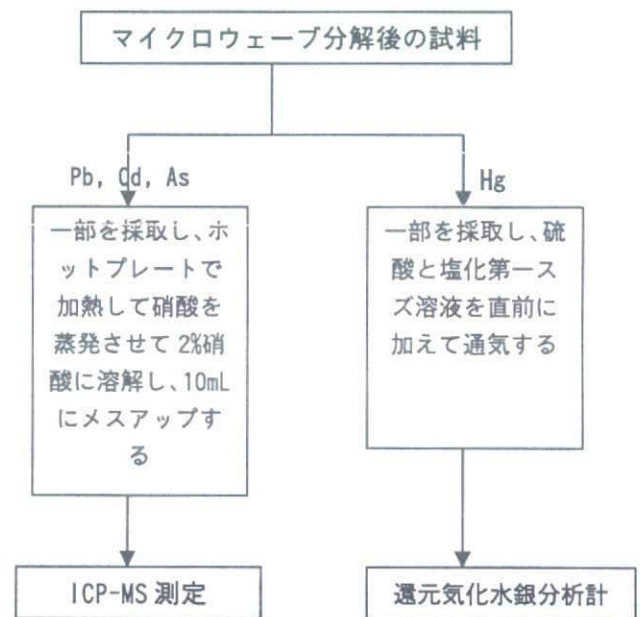 マイクロウェーブ分解後の試料
Pb, Cd, As
Hg
一部を採取し、ホ
ットプレートで
加熱して硝酸を
蒸発させて 2%硝
酸に溶解し、10mL
にメスアップす
る
一部を採取し、硫
酸と塩化第一ス
ズ溶液を直前に
加えて通気する
ICP-MS 測定
還元気化水銀分析計